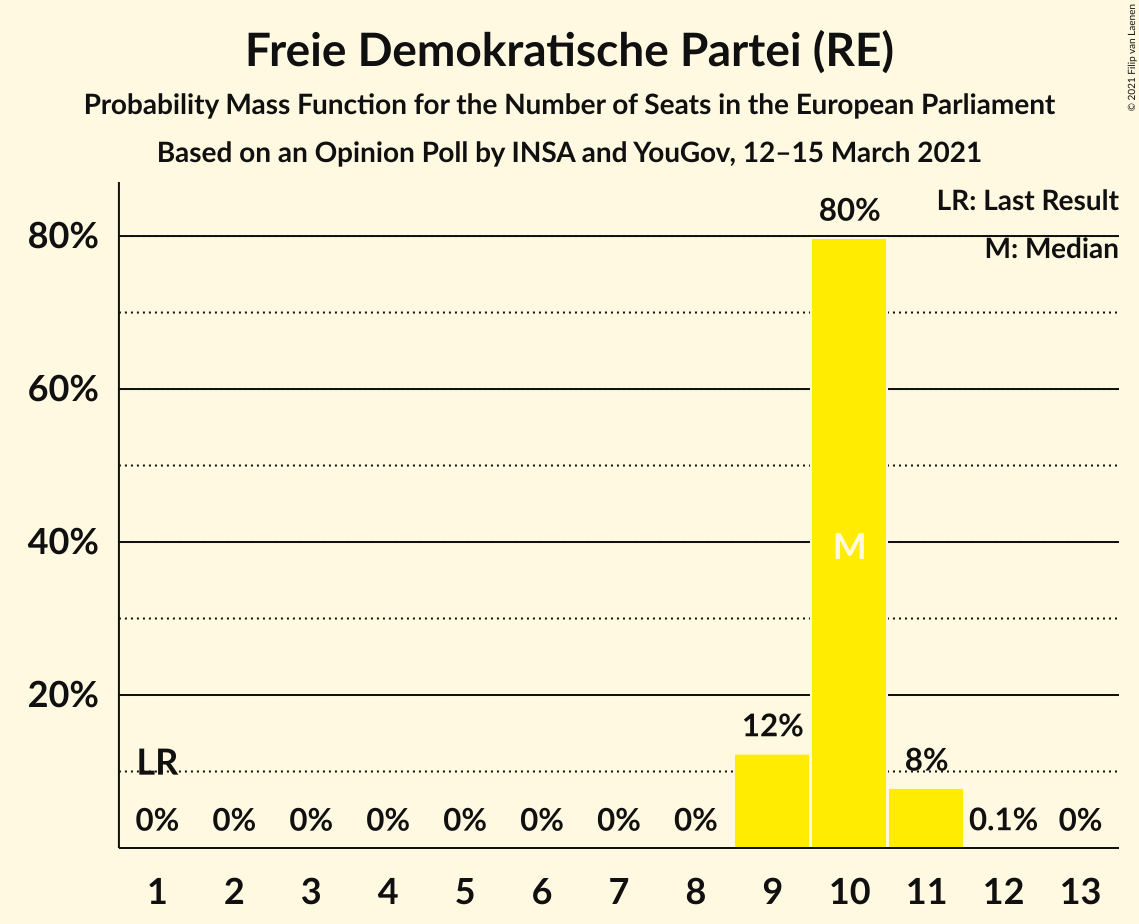 Freie Demokratische Partei (RE)
Probability Mass Function for the Number of Seats in the European Parliament
Based on an Opinion Poll by INSA and YouGov, 12–15 March 2021
© 2021 Filip van Laenen
LR: Last Result
M: Median
80%
60%
40%
20%
LR
0% 0% 0% 0% 0% 0% 0% 0% 12% 80% 8% 0.1% 0%
M
1 2 3 4 5 6 7 8 9 10 11 12 13